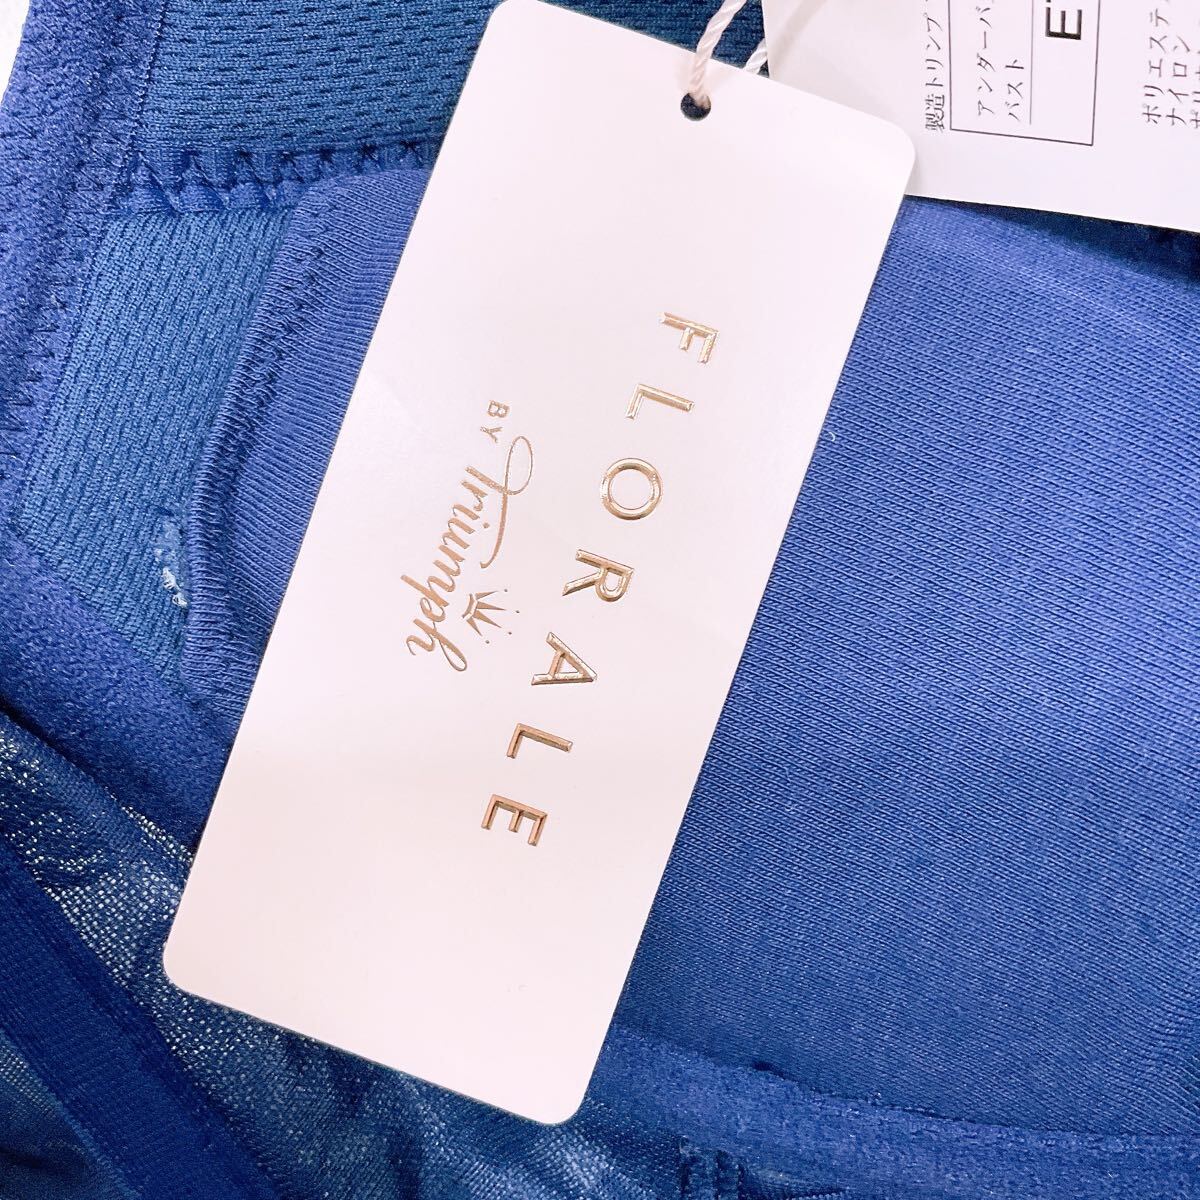 FLORALE
BY Triumph
製造トリンプ
アンダーバ
バスト
E
ポリエステ
ナイロン